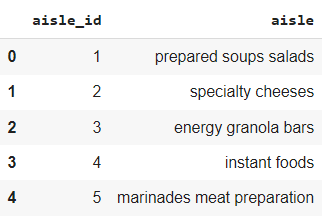 aisle_id aisle
0 1 prepared soups salads
1 2 specialty cheeses
2 3 energy granola bars
3 4 instant foods
4 5 marinades meat preparation